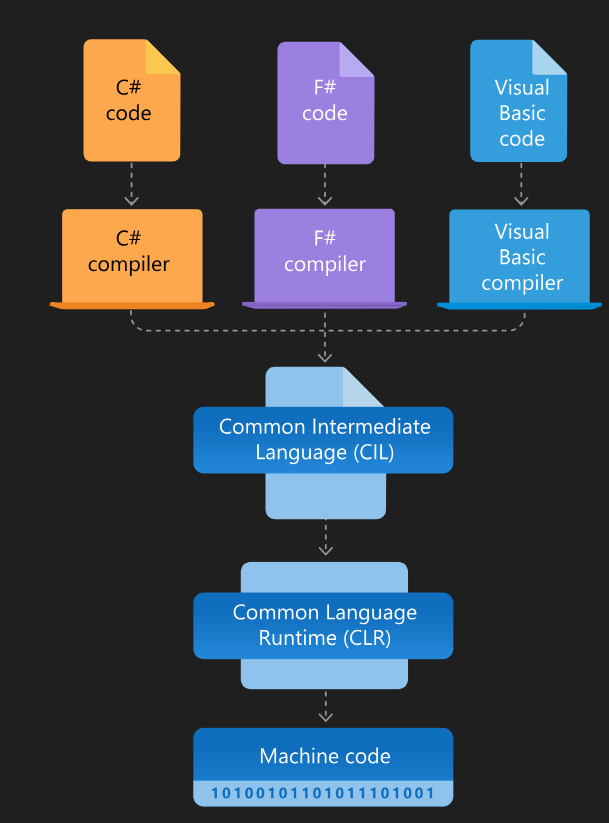 C#
code
F#
code
Visual
Basic
code
C#
compiler
F#
compiler
Visual
Basic
compiler
Common Intermediate
Language (CIL)
Common Language
Runtime (CLR)
Machine code
10100101101011101001